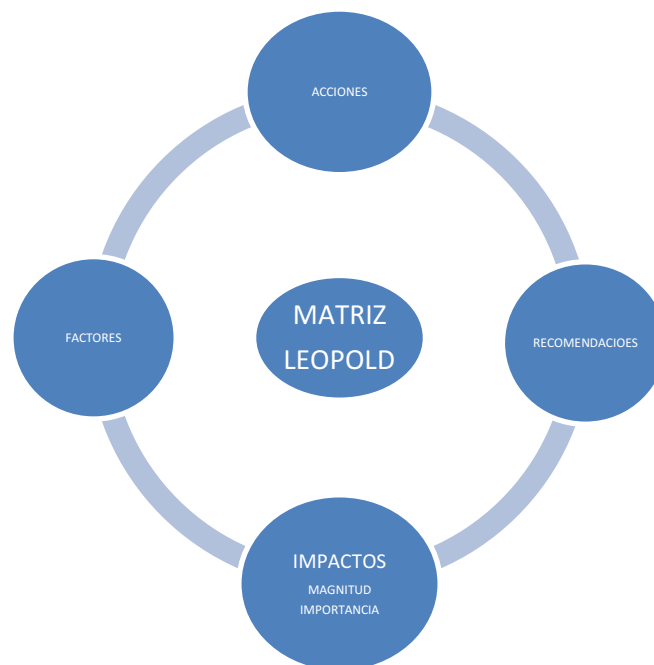 ACCIONES
MATRIZ
LEOPOLD
FACTORES
RECOMENDACIOES
IMPACTOS
MAGNITUD
IMPORTANCIA